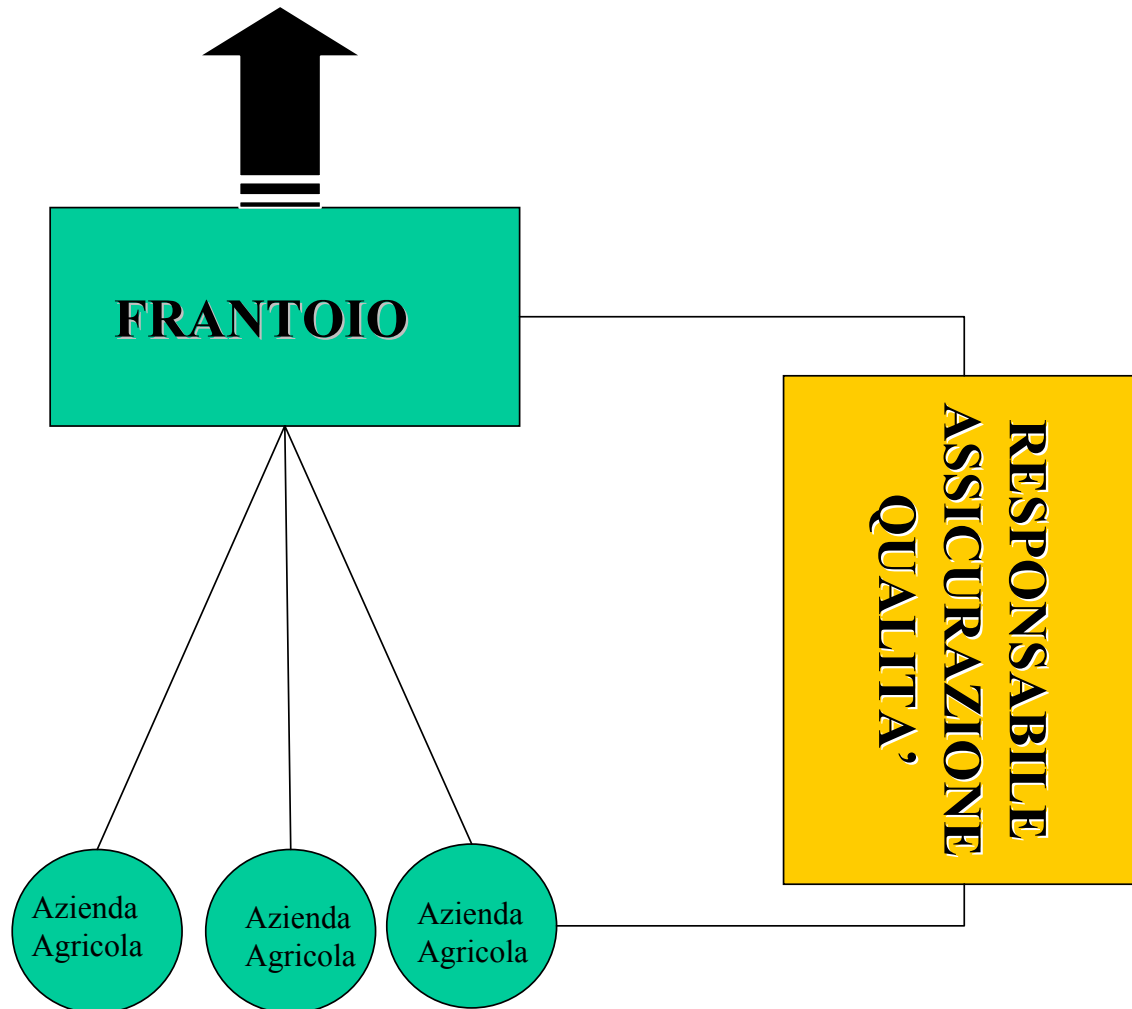 FRANTOIO
RESPONSABILE
ASSICURAZIONE
QUALITA’
Azienda
Agricola
Azienda
Agricola
Azienda
Agricola